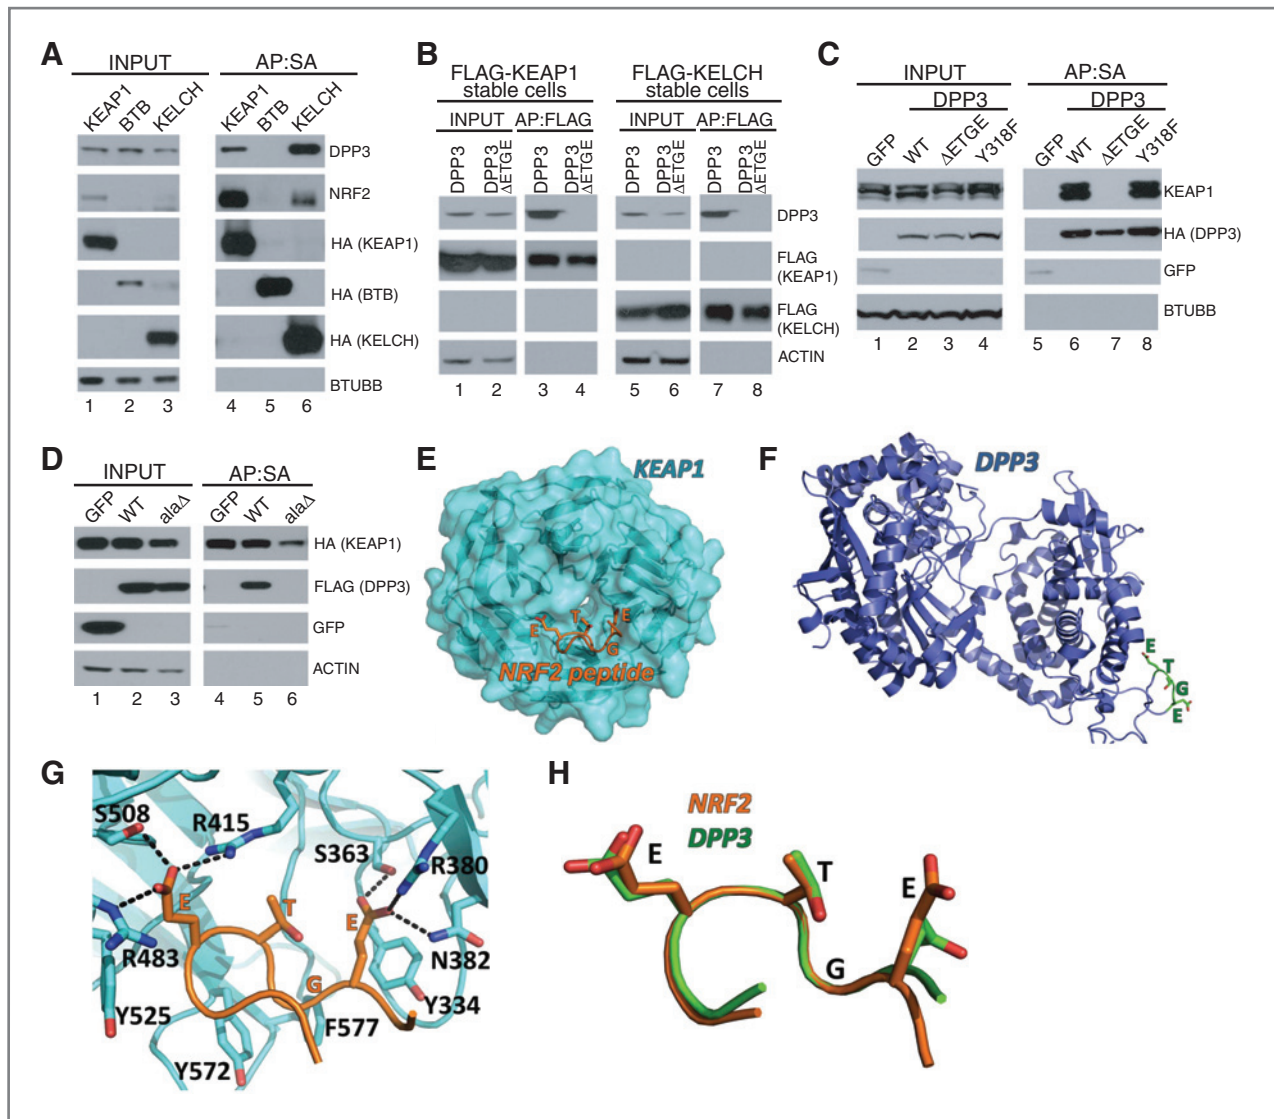 A
INPUT
AP:SA
KEAP1
BTB
KELCH
KEAP1
BTB
KELCH
DPP3
NRF2
HA (KEAP1)
HA (BTB)
HA (KELCH)
BTUBB
1 2 3 4 5 6
B
FLAG-KEAP1
stable cells
FLAG-KELCH
stable cells
INPUT
AP:FLAG
INPUT
AP:FLAG
DPP3
DPP3
ΔETGE
DPP3
DPP3
ΔETGE
DPP3
DPP3
ΔETGE
DPP3
DPP3
ΔETGE
DPP3
FLAG
(KEAP1)
FLAG
(KELCH)
ACTIN
1 2 3 4 5 6 7 8
C
INPUT
AP:SA
DPP3
DPP3
GFP
WT
ΔETGE
Y318F
GFP
WT
ΔETGE
Y318F
KEAP1
HA (DPP3)
GFP
BTUBB
1 2 3 4 5 6 7 8
D
INPUT
AP:SA
GFP
WT
alaΔ
GFP
WT
alaΔ
HA (KEAP1)
FLAG (DPP3)
GFP
ACTIN
1 2 3 4 5 6
E
KEAP1
E T E
G
NRF2 peptide
F
DPP3
E
T
G
E
G
S508
R415
S363
R380
E
T
E
R483
N382
G
Y334
Y525
F577
Y572
H
NRF2
DPP3
E
T
E
G